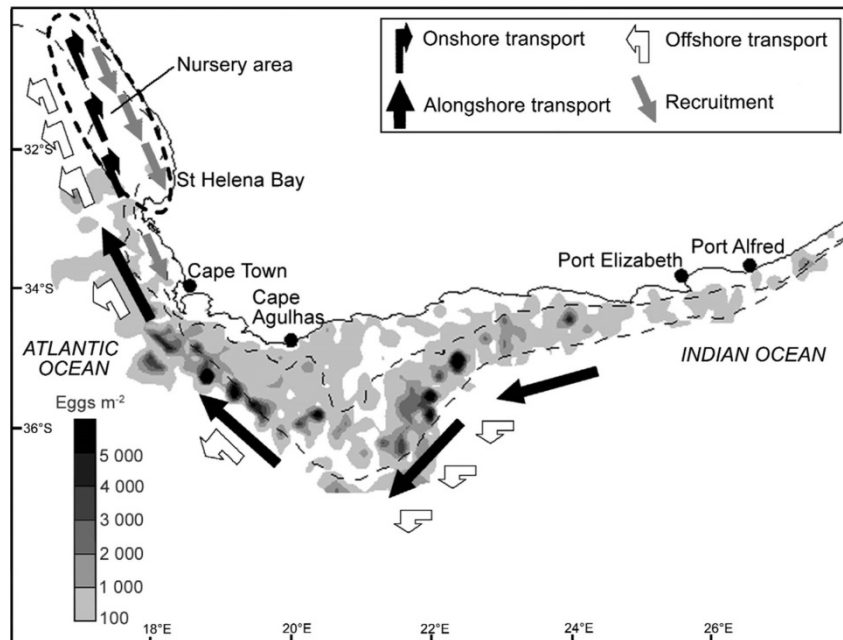 Onshore transport
Offshore transport
Alongshore transport
Recruitment
Nursery area
32°S
St Helena Bay
Port Elizabeth
Port Alfred
Cape Town
34°S
Cape
Agulhas
ATLANTIC
OCEAN
INDIAN OCEAN
Eggs m⁻²
36°S
5 000
4 000
3 000
2 000
1 000
100
18°E
20°E
22°E
24°E
26°E